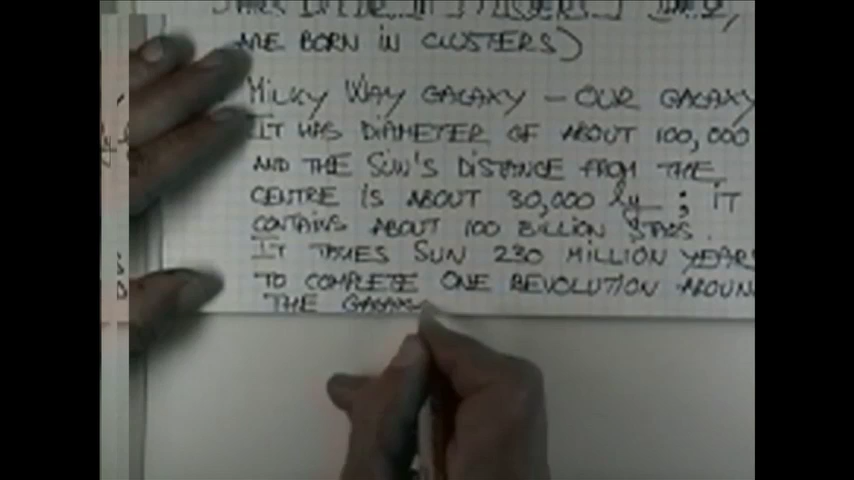 ARE BORN IN CLUSTERS)
MILKY WAY GALAXY - OUR GALAXY
IT HAS DIAMETER OF ABOUT 100,000
AND THE SUN'S DISTANCE FROM THE
CENTRE IS ABOUT 30,000 ly ; IT
CONTAINS ABOUT 100 BILLION STARS.
IT TAKES SUN 230 MILLION YEARS
TO COMPLETE ONE REVOLUTION AROUN
THE GALAXY